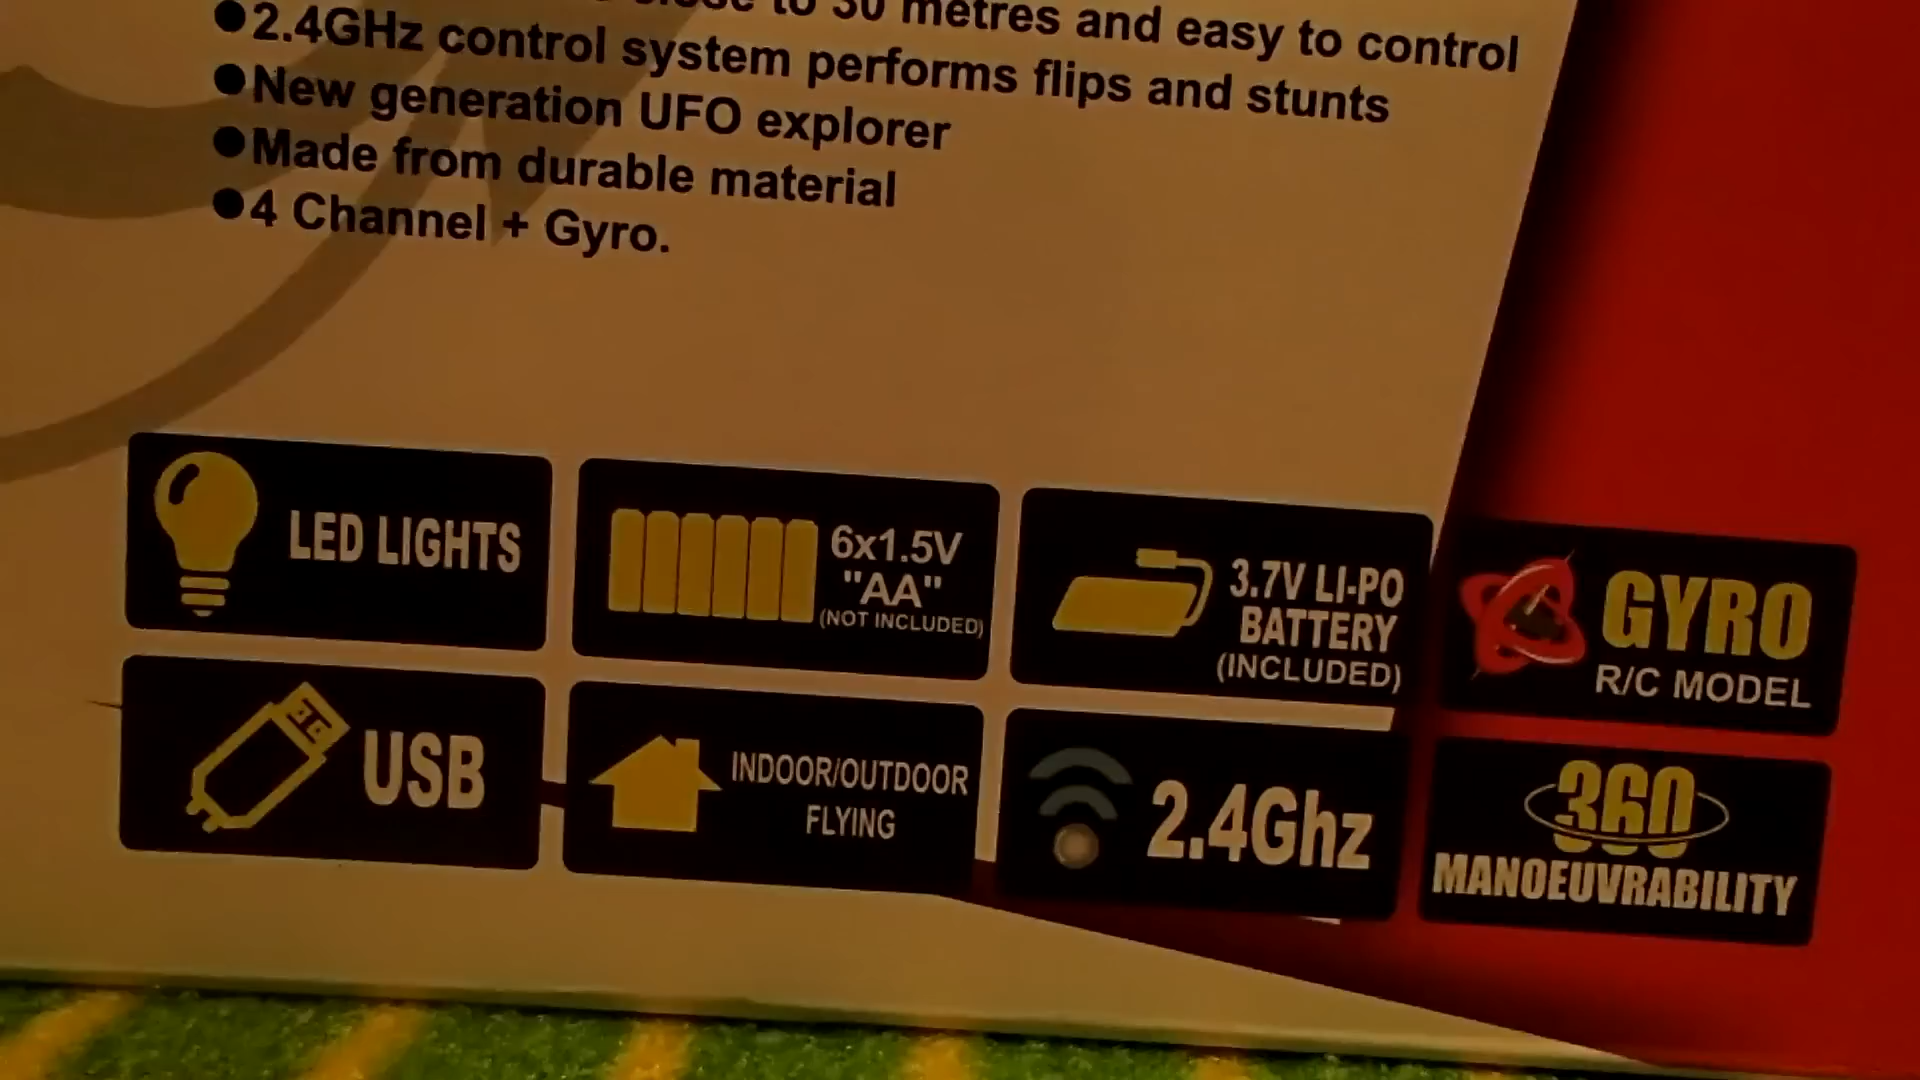 to 30 metres and easy to control
●2.4GHz control system performs flips and stunts
●New generation UFO explorer
●Made from durable material
●4 Channel + Gyro.
LED LIGHTS
6x1.5V
"AA"
(NOT INCLUDED)
3.7V LI-PO
BATTERY
(INCLUDED)
GYRO
R/C MODEL
USB
INDOOR/OUTDOOR
FLYING
2.4Ghz
360
MANOEUVRABILITY